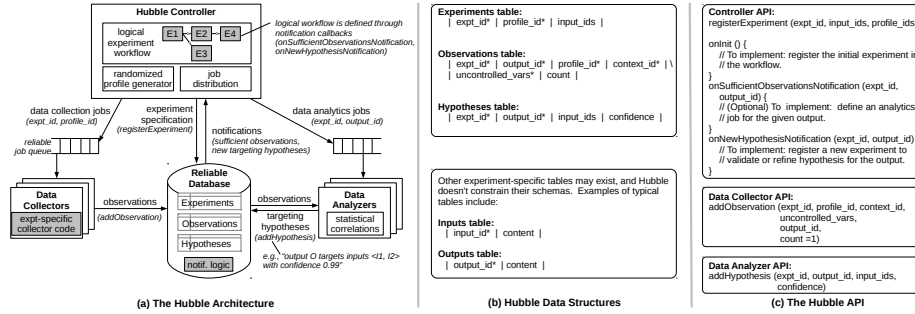 Hubble Controller
logical
experiment
workflow
E1
E2
E4
E3
logical workflow is defined through
notification callbacks
(onSufficientObservationsNotification,
onNewHypothesisNotification)
randomized
profile generator
job
distribution
data collection jobs
(expt_id, profile_id)
experiment
specification
(registerExperiment)
data analytics jobs
(expt_id, output_id)
notifications
(sufficient observations,
new targeting hypotheses)
reliable
job queue
Data
Collectors
expt-specific
collector code
observations
(addObservation)
Reliable
Database
Experiments
Observations
Hypotheses
notif. logic
observations
targeting
hypotheses
(addHypothesis)
Data
Analyzers
statistical
correlations
e.g., "output O targets inputs <I1, I2>
with confidence 0.99"
(a) The Hubble Architecture
Experiments table:
| expt_id* | profile_id* | input_ids |
Observations table:
| expt_id* | output_id* | profile_id* | context_id* | \
| uncontrolled_vars* | count |
Hypotheses table:
| expt_id* | output_id* | input_ids | confidence |
Other experiment-specific tables may exist, and Hubble
doesn't constrain their schemas. Examples of typical
tables include:
Inputs table:
| input_id* | content |
Outputs table:
| output_id* | content |
(b) Hubble Data Structures
Controller API:
registerExperiment (expt_id, input_ids, profile_ids
onInit () {
// To implement: register the initial experiment in
// the workflow.
}
onSufficientObservationsNotification (expt_id,
output_id) {
// (Optional) To implement: define an analytics
// job for the given output.
}
onNewHypothesisNotification (expt_id, output_id)
// To implement: register a new experiment to
// validate or refine hypothesis for the output.
}
Data Collector API:
addObservation (expt_id, profile_id, context_id,
uncontrolled_vars,
output_id,
count =1)
Data Analyzer API:
addHypothesis (expt_id, output_id, input_ids,
confidence)
(c) The Hubble API